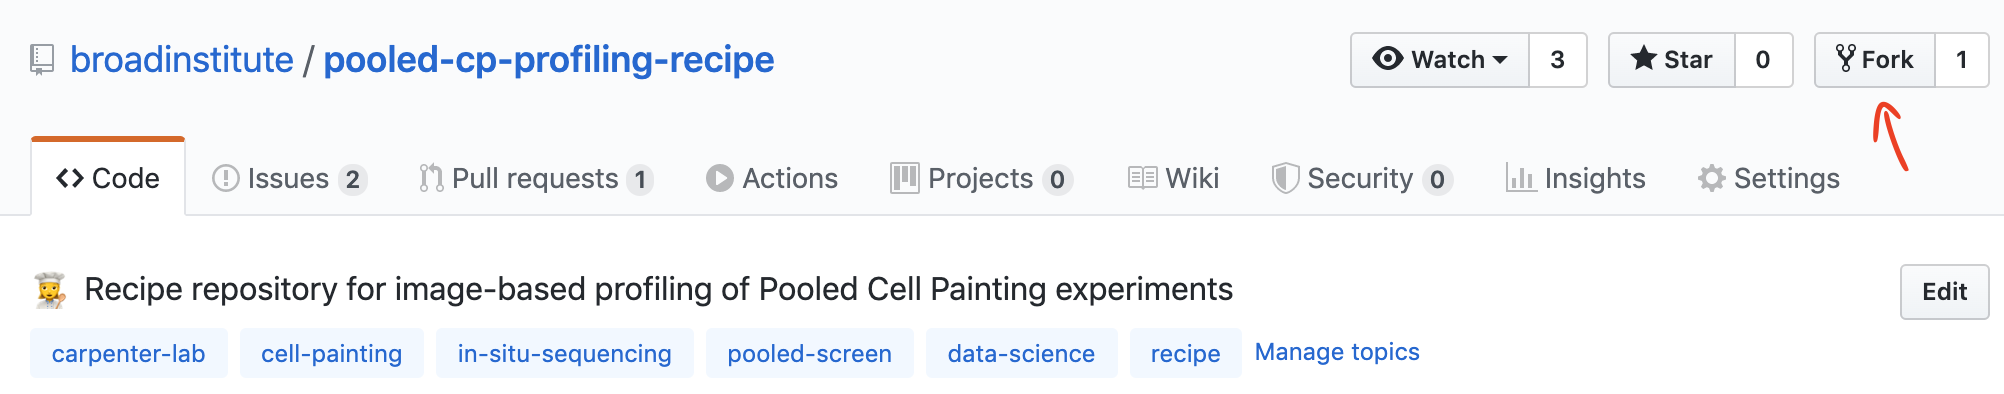 broadinstitute / pooled-cp-profiling-recipe Watch 3 Star 0 Fork 1
Code Issues 2 Pull requests 1 Actions Projects 0 Wiki Security 0 Insights Settings
Recipe repository for image-based profiling of Pooled Cell Painting experiments Edit
carpenter-lab cell-painting in-situ-sequencing pooled-screen data-science recipe Manage topics